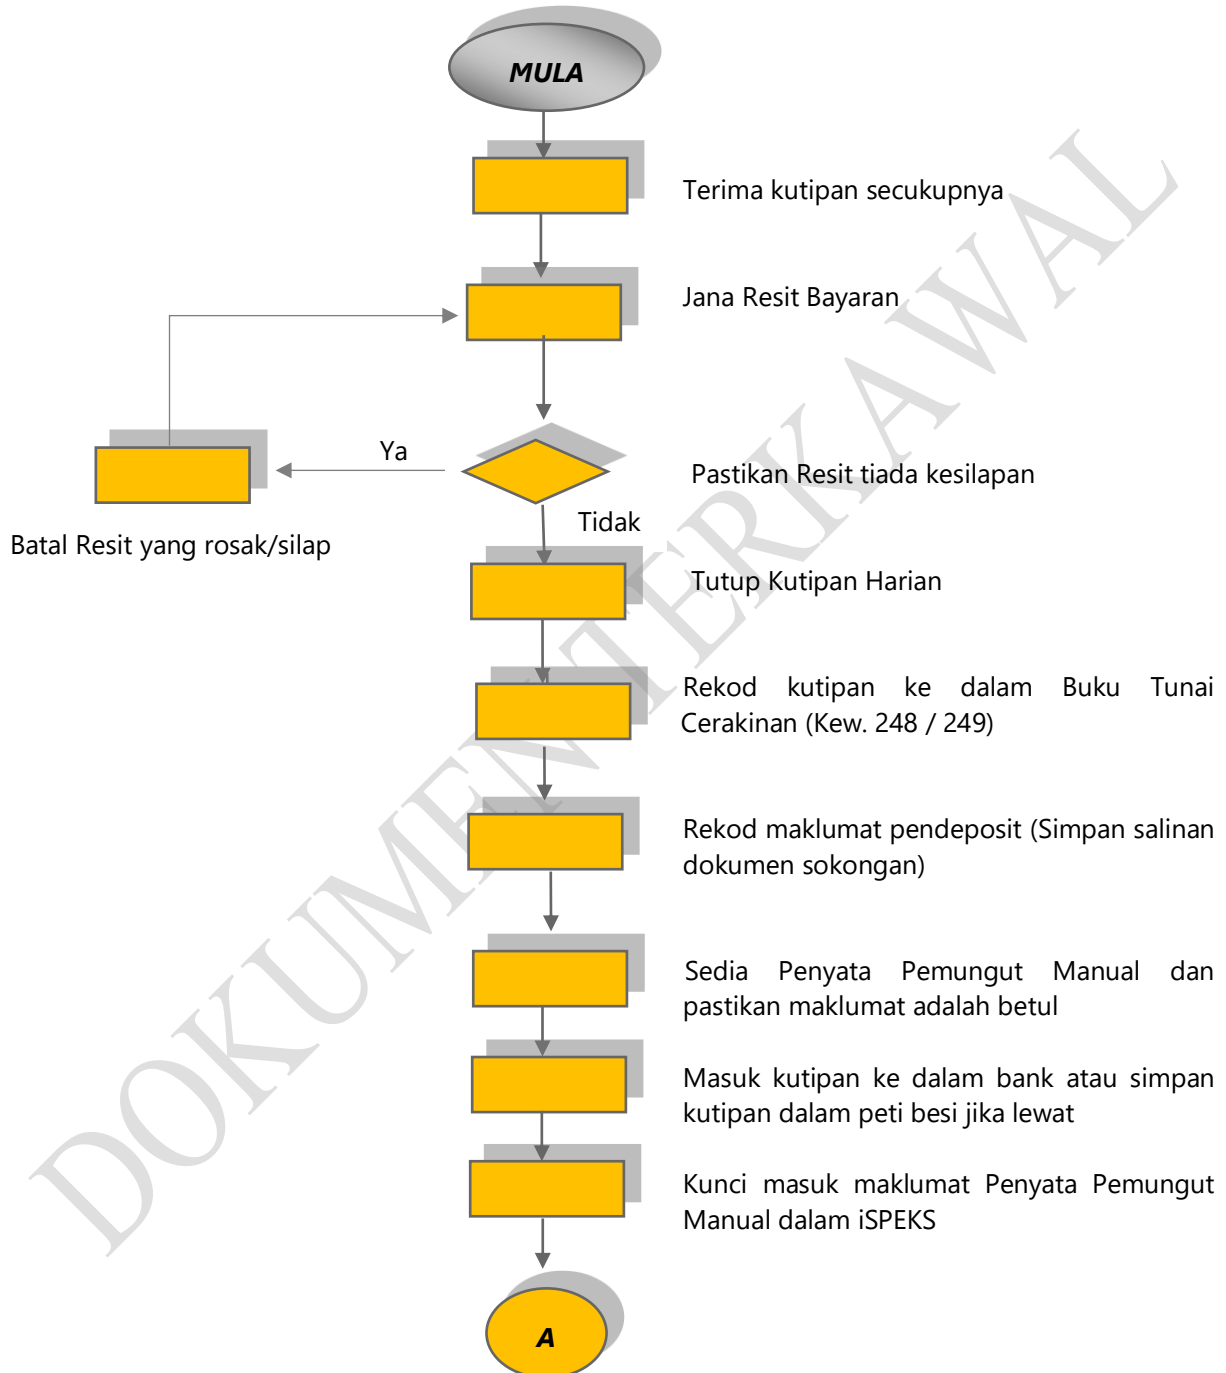 MULA
Terima kutipan secukupnya
Jana Resit Bayaran
Ya
Pastikan Resit tiada kesilapan
Tidak
Batal Resit yang rosak/silap
Tutup Kutipan Harian
Rekod kutipan ke dalam Buku Tunai
Cerakinan (Kew. 248 / 249)
Rekod maklumat pendeposit (Simpan salinan
dokumen sokongan)
Sedia Penyata Pemungut Manual dan
pastikan maklumat adalah betul
Masuk kutipan ke dalam bank atau simpan
kutipan dalam peti besi jika lewat
Kunci masuk maklumat Penyata Pemungut
Manual dalam iSPEKS
A
DOKUMEN TERKAWAL